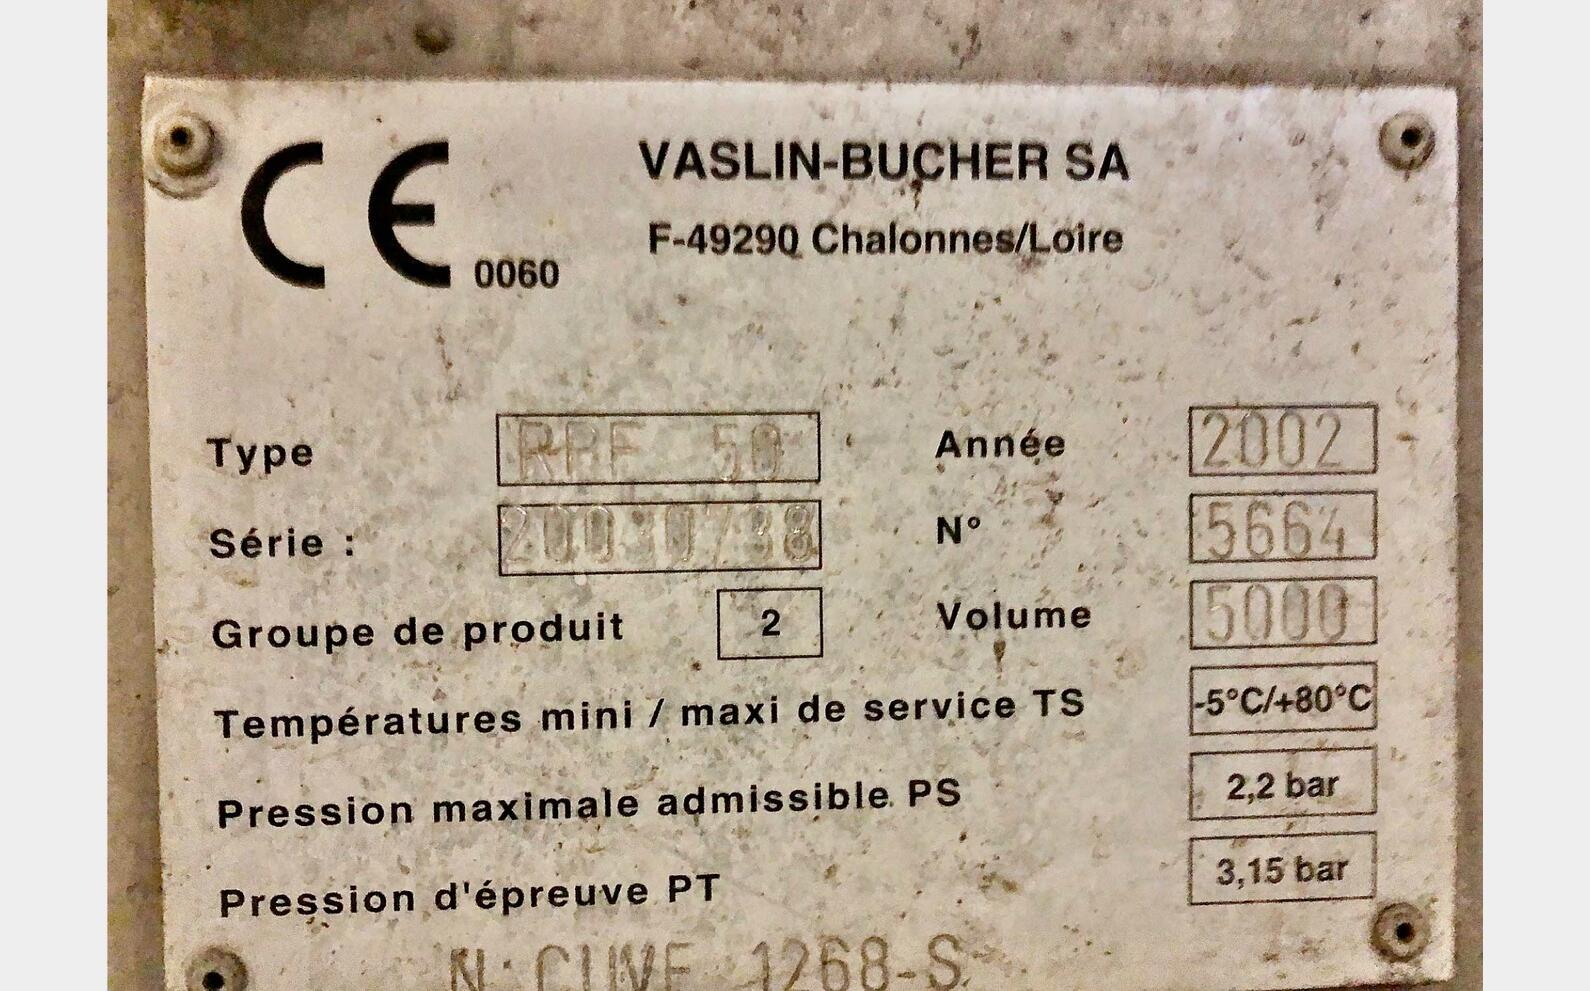 CE 0060
VASLIN-BUCHER SA
F-49290 Chalonnes/Loire
Type RPF 50 Année 2002
Série : 20030738 N° 5664
Groupe de produit 2 Volume 5000
Températures mini / maxi de service TS -5°C/+80°C
Pression maximale admissible PS 2,2 bar
Pression d'épreuve PT 3,15 bar
N: CUVE 1268-S